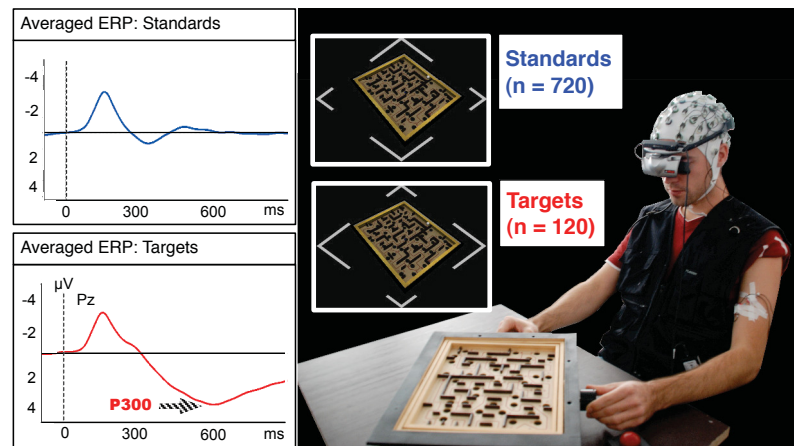 Averaged ERP: Standards
-4
-2
2
4
0 300 600 ms
Averaged ERP: Targets
µV
Pz
-4
-2
2
4
P300
0 300 600 ms
Standards
(n = 720)
Targets
(n = 120)